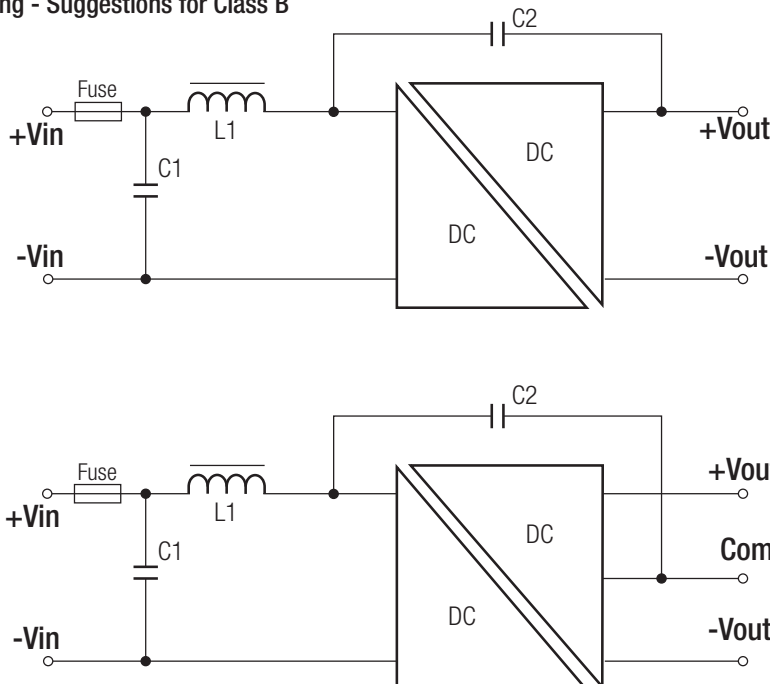 - Suggestions for Class B
C2
Fuse
+Vin
L1
+Vout
DC
C1
DC
-Vin
-Vout
C2
Fuse
+Vou
+Vin
L1
DC
Com
C1
DC
-Vin
-Vout